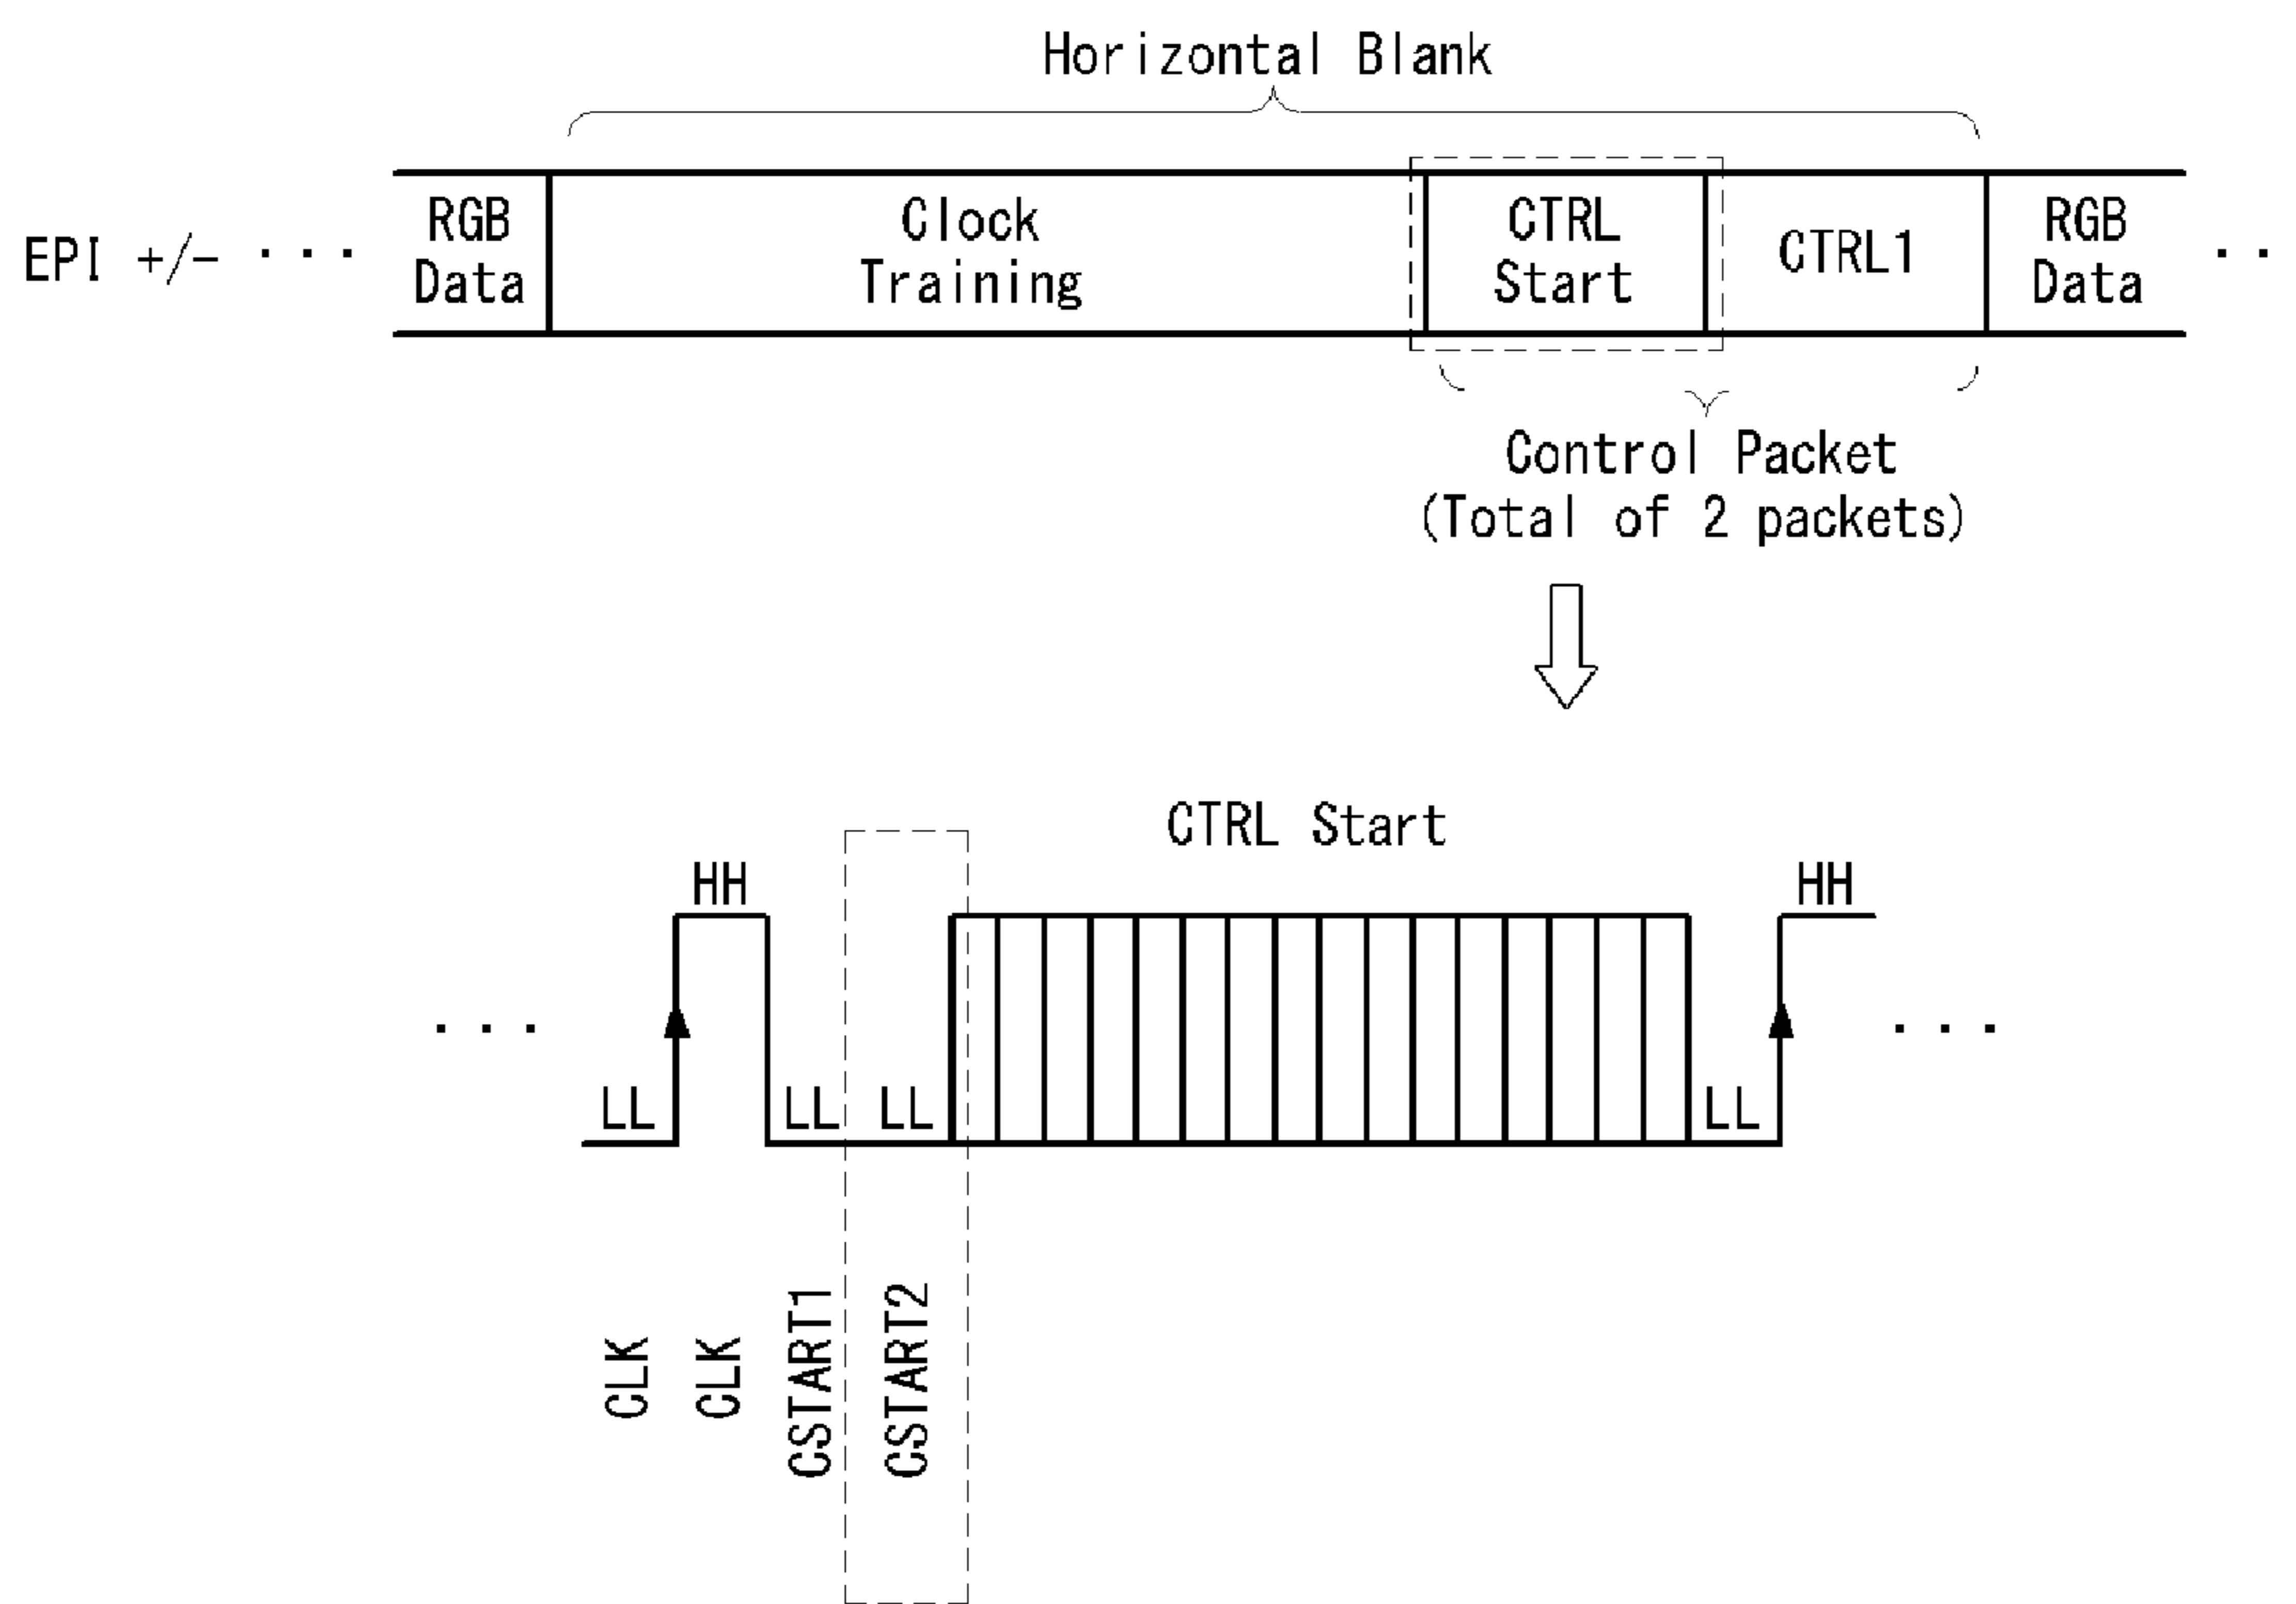 Horizontal Blank
EPI +/- ··· RGB Data Clock Training CTRL Start CTRL1 RGB Data ··
Control Packet
(Total of 2 packets)
CTRL Start
HH HH
··· ···
LL LL LL LL
CLK CLK CSTART1 CSTART2